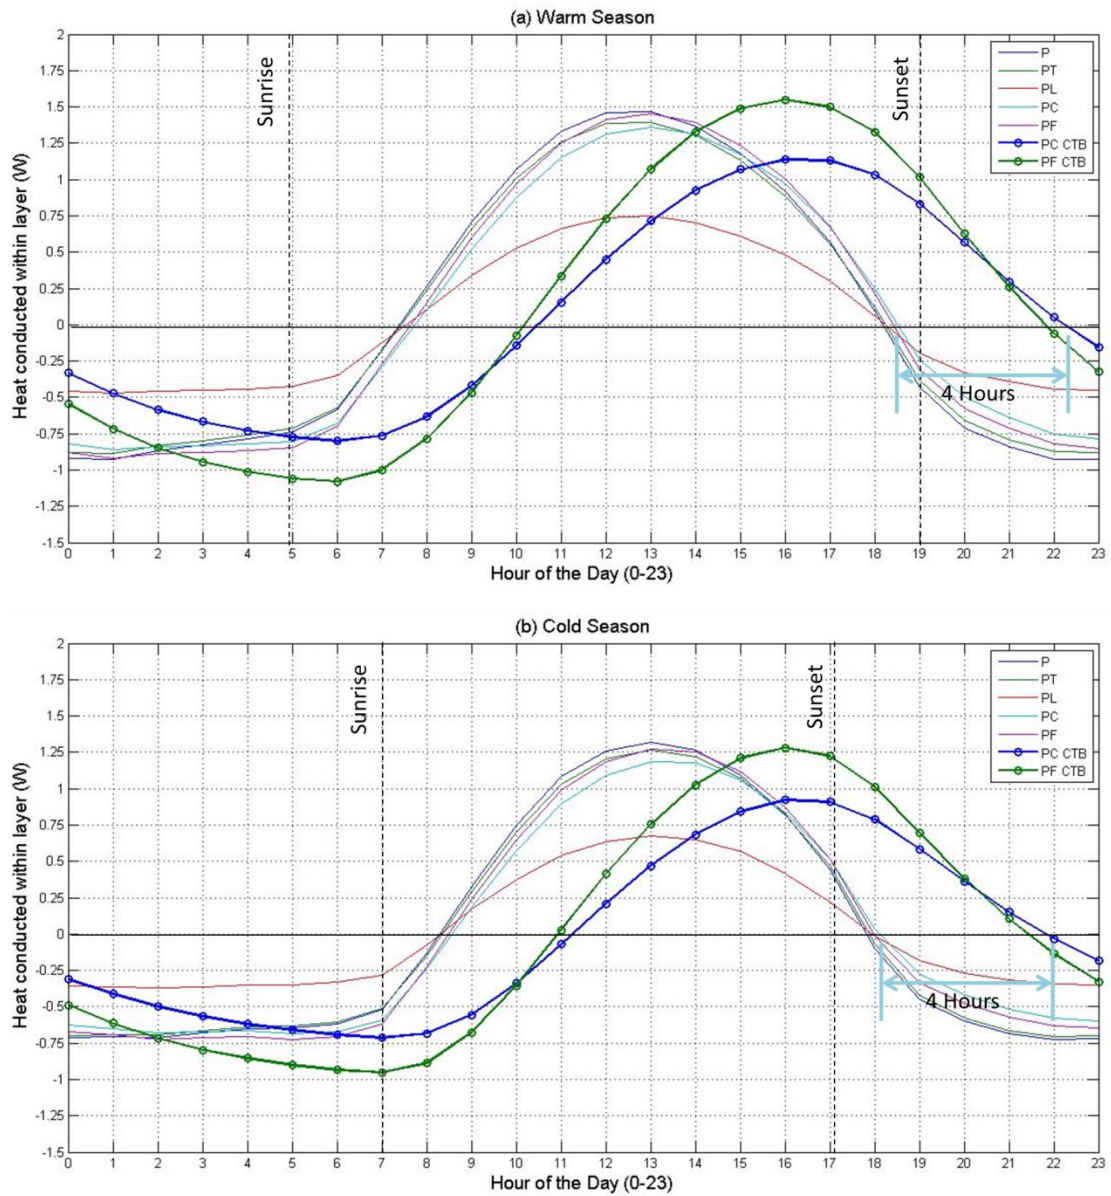 (a) Warm Season
Heat conducted within layer (W)
2
1.75
1.5
1.25
1
0.75
0.5
0.25
0
-0.25
-0.5
-0.75
-1
-1.25
-1.5
Sunrise
Sunset
P
PT
PL
PC
PF
PC CTB
PF CTB
4 Hours
0 1 2 3 4 5 6 7 8 9 10 11 12 13 14 15 16 17 18 19 20 21 22 23
Hour of the Day (0-23)
(b) Cold Season
Heat conducted within layer (W)
2
1.75
1.5
1.25
1
0.75
0.5
0.25
0
-0.25
-0.5
-0.75
-1
-1.25
-1.5
Sunrise
Sunset
P
PT
PL
PC
PF
PC CTB
PF CTB
4 Hours
0 1 2 3 4 5 6 7 8 9 10 11 12 13 14 15 16 17 18 19 20 21 22 23
Hour of the Day (0-23)